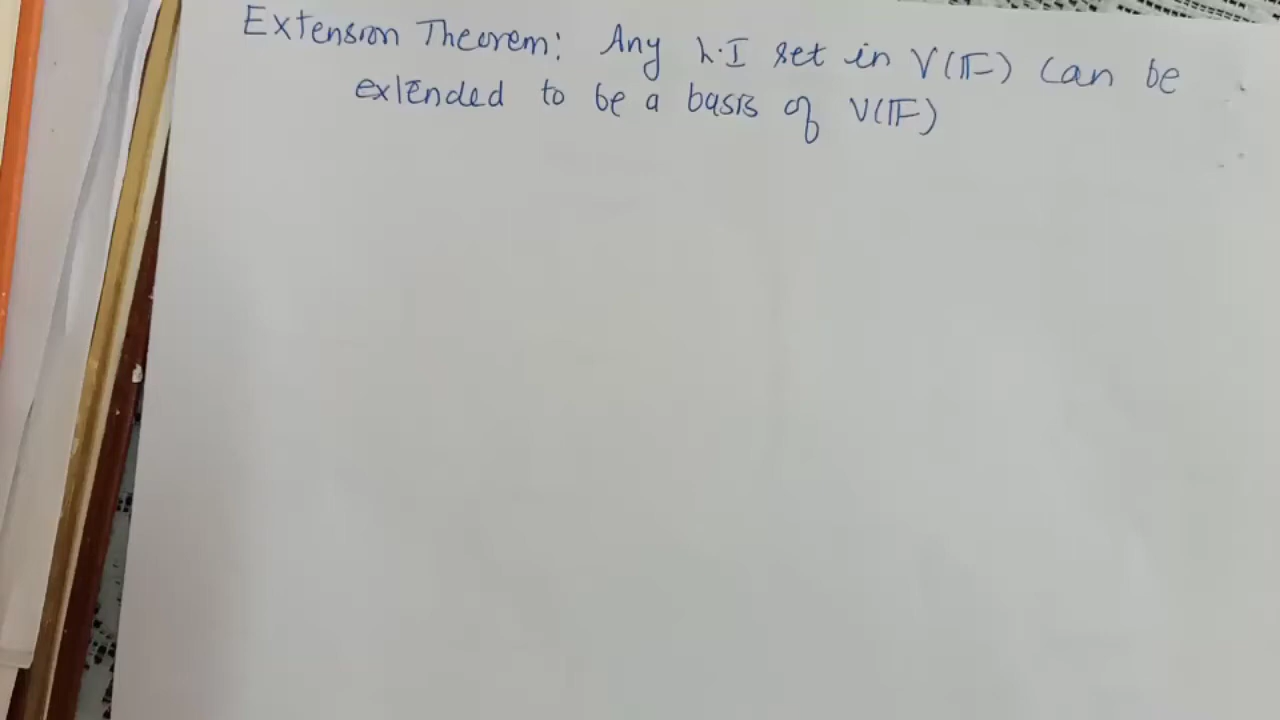 Extension Theorem: Any L.I set in V(𝔽) can be
extended to be a basis of V(𝔽)